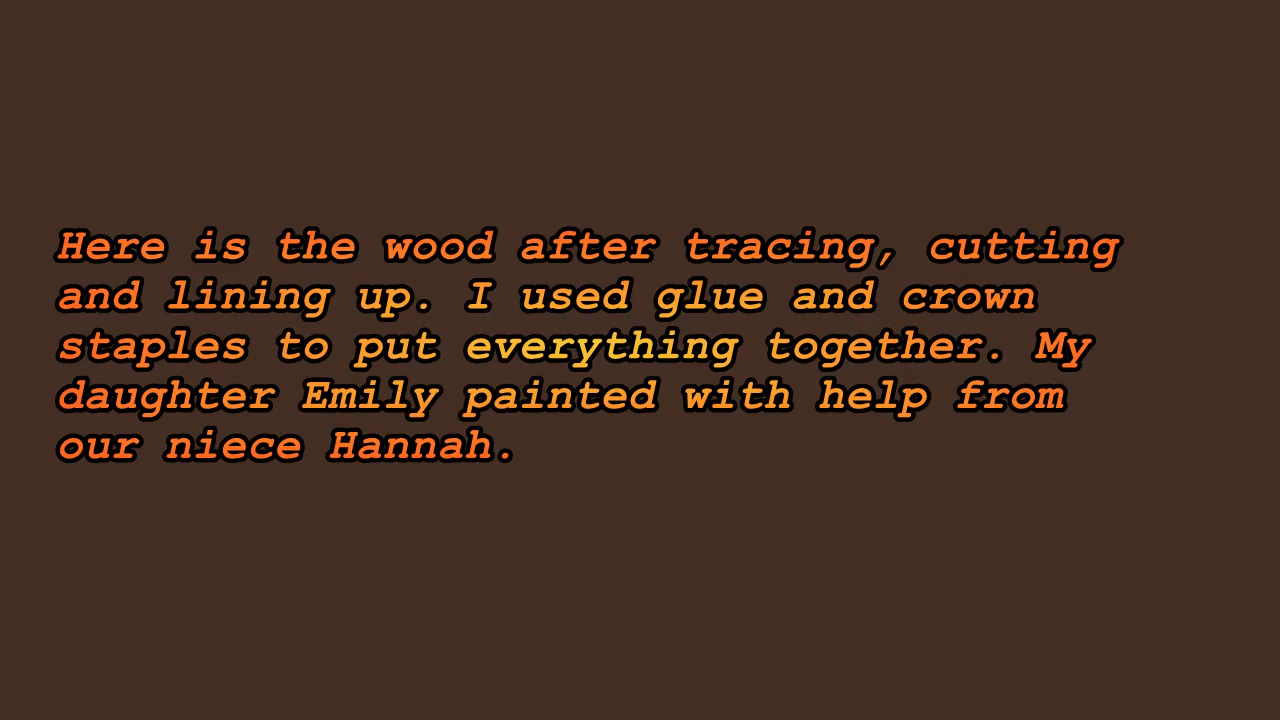 Here is the wood after tracing, cutting
and lining up. I used glue and crown
staples to put everything together. My
daughter Emily painted with help from
our niece Hannah.